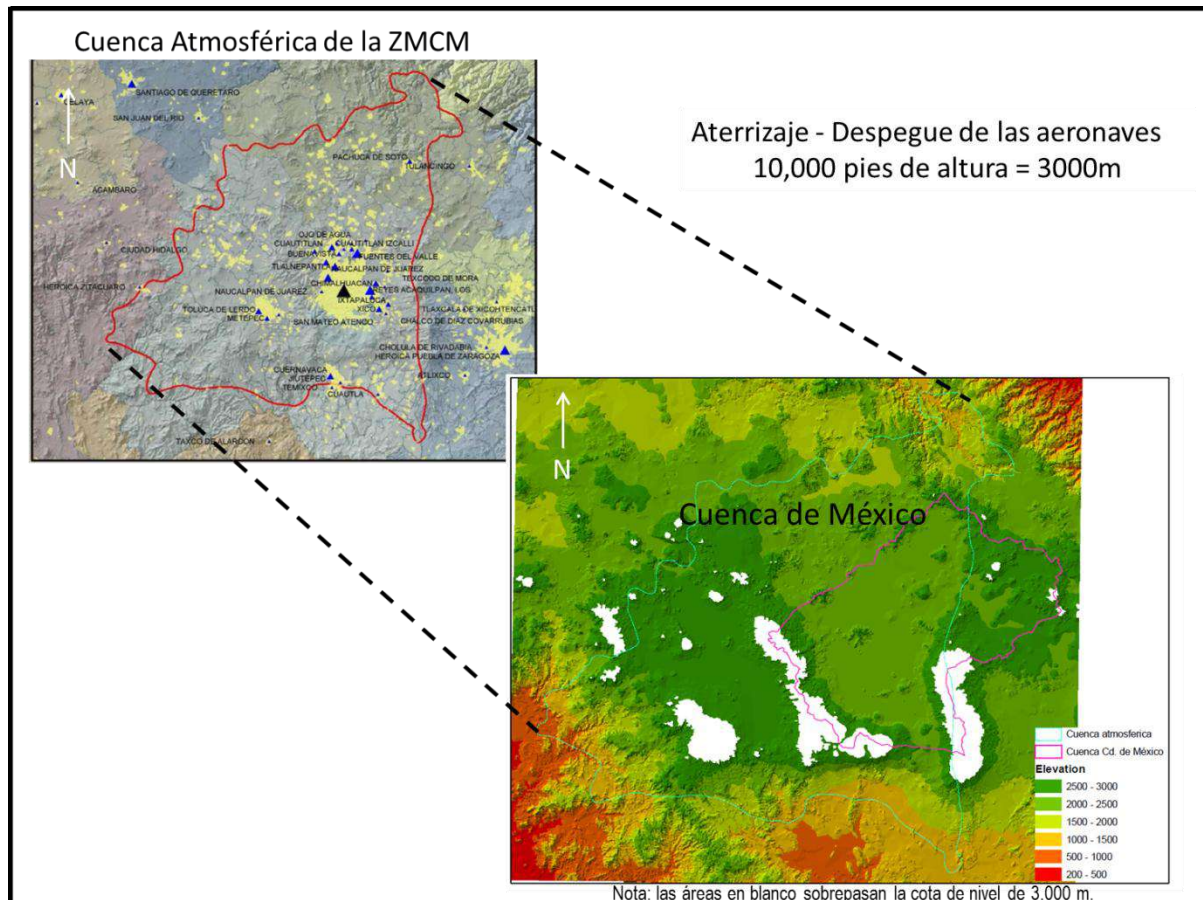 Cuenca Atmosférica de la ZMCM
Aterrizaje - Despegue de las aeronaves
10,000 pies de altura = 3000m
N
SANTIAGO DE QUERETARO
CELAYA
SAN JUAN DEL RIO
PACHUCA DE SOTO
TULANCINGO
ACAMBARO
OJO DE AGUA
CIUDAD HIDALGO
CUAUTITLAN
CUAUTITLAN IZCALLI
BUENAVISTA
FUENTES DEL VALLE
TLALNEPANTLA
NAUCALPAN DE JUAREZ
TEXCOCO DE MORA
CHIMALHUACAN
HEROICA ZITACUARO
NAUCALPAN DE JUAREZ
REYES ACAQUILPAN, LOS
IXTAPALUCA
TOLUCA DE LERDO
XICO
TLAXCALA DE XICOHTENCATL
METEPEC
SAN MATEO ATENCO
CHALCO DE DIAZ COVARRUBIAS
CHOLULA DE RIVADABIA
HEROICA PUEBLA DE ZARAGOZA
CUERNAVACA
JIUTEPEC
ATLIXCO
TEMIXCO
CUAUTLA
TAXCO DE ALARCON
N
Cuenca de México
Cuenca atmosferica
Cuenca Cd. de México
Elevation
2500 - 3000
2000 - 2500
1500 - 2000
1000 - 1500
500 - 1000
200 - 500
Nota: las áreas en blanco sobrepasan la cota de nivel de 3,000 m.